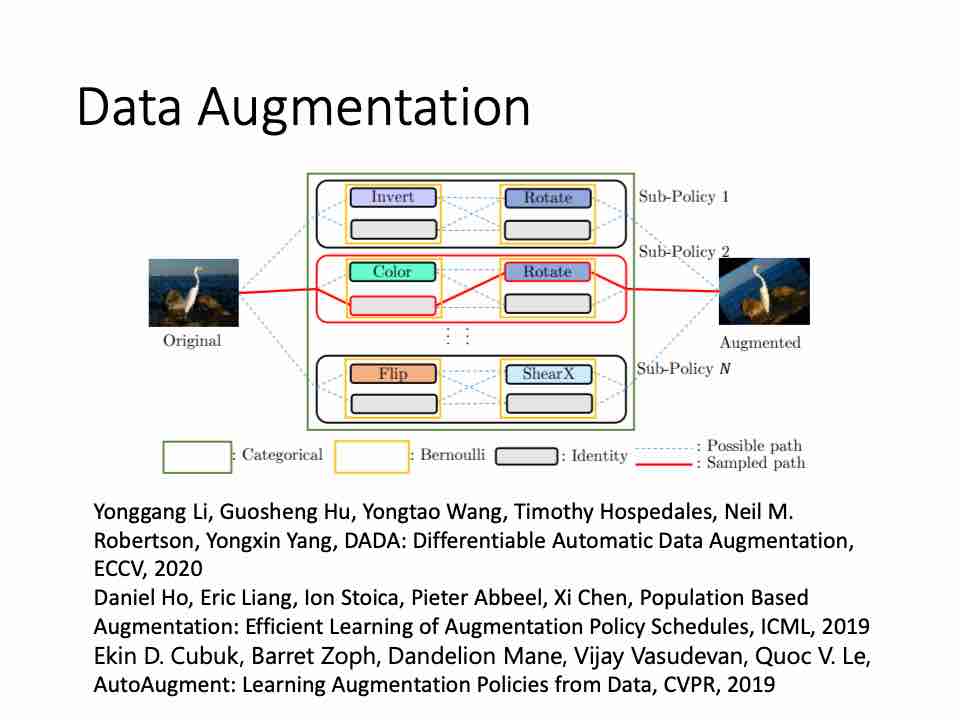 Data Augmentation
Invert
Rotate
Sub-Policy 1
Sub-Policy 2
Color
Rotate
Original
Augmented
Flip
ShearX
Sub-Policy N
: Categorical
: Bernoulli
: Identity
: Possible path
: Sampled path
Yonggang Li, Guosheng Hu, Yongtao Wang, Timothy Hospedales, Neil M.
Robertson, Yongxin Yang, DADA: Differentiable Automatic Data Augmentation,
ECCV, 2020
Daniel Ho, Eric Liang, Ion Stoica, Pieter Abbeel, Xi Chen, Population Based
Augmentation: Efficient Learning of Augmentation Policy Schedules, ICML, 2019
Ekin D. Cubuk, Barret Zoph, Dandelion Mane, Vijay Vasudevan, Quoc V. Le,
AutoAugment: Learning Augmentation Policies from Data, CVPR, 2019